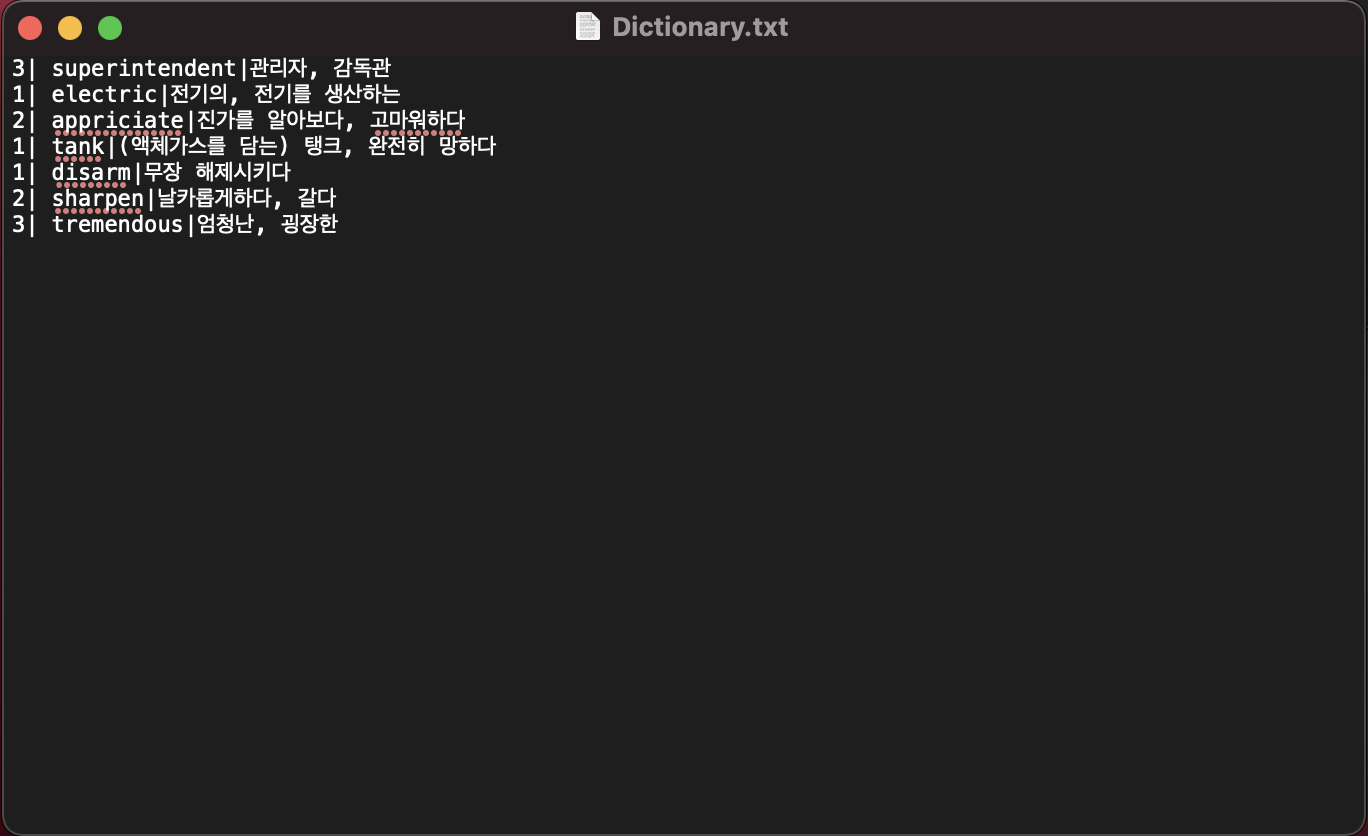 Dictionary.txt
3| superintendent|관리자, 감독관
1| electric|전기의, 전기를 생산하는
2| appriciate|진가를 알아보다, 고마워하다
1| tank|(액체가스를 담는) 탱크, 완전히 망하다
1| disarm|무장 해제시키다
2| sharpen|날카롭게하다, 갈다
3| tremendous|엄청난, 굉장한